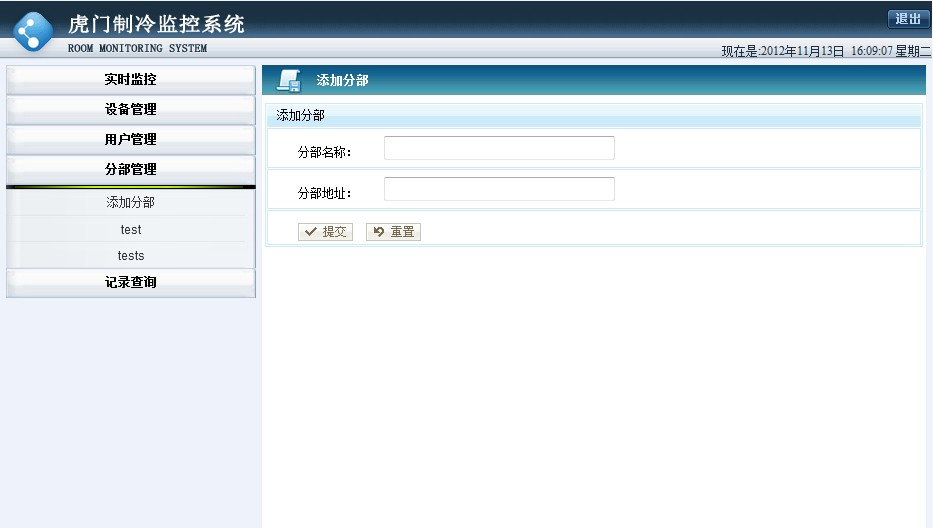 虎门制冷监控系统
退出
ROOM MONITORING SYSTEM
现在是:2012年11月13日 16:09:07 星期二
实时监控
设备管理
用户管理
分部管理
添加分部
test
tests
记录查询
添加分部
添加分部
分部名称：
分部地址：
提交 重置